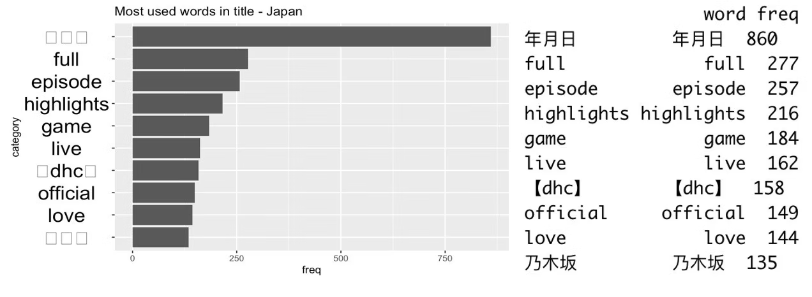 Most used words in title - Japan
category
□□□
full
episode
highlights
game
live
□dhc□
official
love
□□□
0 250 500 750
freq
word freq
年月日 年月日 860
full full 277
episode episode 257
highlights highlights 216
game game 184
live live 162
【dhc】 【dhc】 158
official official 149
love love 144
乃木坂 乃木坂 135